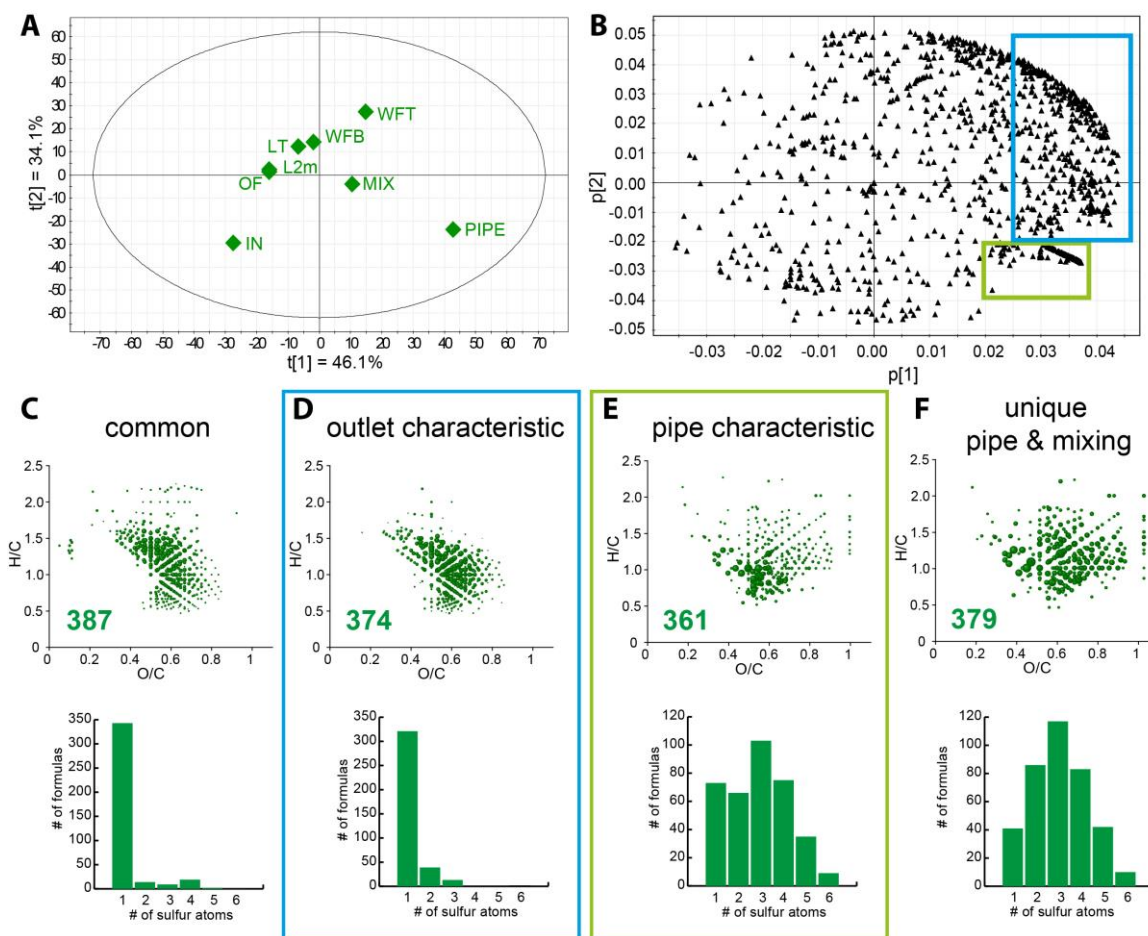 A
60
50
40
30
20
10
0
-10
-20
-30
-40
-50
-60
t[2] = 34.1%
WFT
WFB
LT
L2m
OF
MIX
IN
PIPE
-70 -60 -50 -40 -30 -20 -10 0 10 20 30 40 50 60 70
t[1] = 46.1%
B
0.05
0.04
0.03
0.02
0.01
0.00
-0.01
-0.02
-0.03
-0.04
-0.05
p[2]
-0.03 -0.02 -0.01 0.00 0.01 0.02 0.03 0.04
p[1]
C
common
2.5
2.0
1.5
1.0
0.5
0
H/C
387
0 0.2 0.4 0.6 0.8 1
O/C
350
300
250
200
150
100
50
0
# of formulas
1 2 3 4 5 6
# of sulfur atoms
D
outlet characteristic
2.5
2.0
1.5
1.0
0.5
0
H/C
374
0 0.2 0.4 0.6 0.8 1
O/C
350
300
250
200
150
100
50
0
# of formulas
1 2 3 4 5 6
# of sulfur atoms
E
pipe characteristic
2.5
2.0
1.5
1.0
0.5
0
H/C
361
0 0.2 0.4 0.6 0.8 1
O/C
120
100
80
60
40
20
0
# of formulas
1 2 3 4 5 6
# of sulfur atoms
F
unique
pipe & mixing
2.5
2.0
1.5
1.0
0.5
0
H/C
379
0 0.2 0.4 0.6 0.8 1
O/C
120
100
80
60
40
20
0
# of formulas
1 2 3 4 5 6
# of sulfur atoms